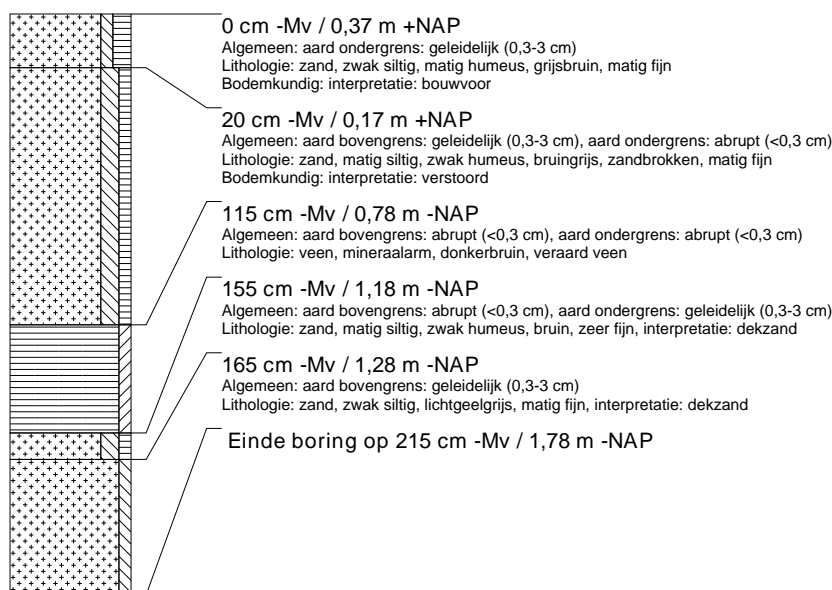 0 cm -Mv / 0,37 m +NAP
Algemeen: aard ondergrens: geleidelijk (0,3-3 cm)
Lithologie: zand, zwak siltig, matig humeus, grijsbruin, matig fijn
Bodemkundig: interpretatie: bouwvoor
20 cm -Mv / 0,17 m +NAP
Algemeen: aard bovengrens: geleidelijk (0,3-3 cm), aard ondergrens: abrupt (<0,3 cm)
Lithologie: zand, matig siltig, zwak humeus, bruingrijs, zandbrokken, matig fijn
Bodemkundig: interpretatie: verstoord
115 cm -Mv / 0,78 m -NAP
Algemeen: aard bovengrens: abrupt (<0,3 cm), aard ondergrens: abrupt (<0,3 cm)
Lithologie: veen, mineraalarm, donkerbruin, veraard veen
155 cm -Mv / 1,18 m -NAP
Algemeen: aard bovengrens: abrupt (<0,3 cm), aard ondergrens: geleidelijk (0,3-3 cm)
Lithologie: zand, matig siltig, zwak humeus, bruin, zeer fijn, interpretatie: dekzand
165 cm -Mv / 1,28 m -NAP
Algemeen: aard bovengrens: geleidelijk (0,3-3 cm)
Lithologie: zand, zwak siltig, lichtgeelgrijs, matig fijn, interpretatie: dekzand
Einde boring op 215 cm -Mv / 1,78 m -NAP